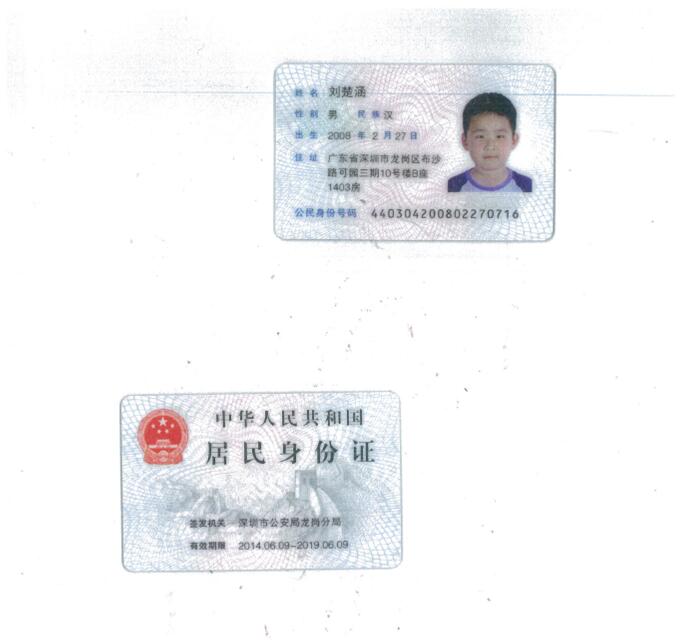 姓名 刘楚涵
性别 男 民族 汉
出生 2008 年 2 月 27 日
住址 广东省深圳市龙岗区布沙
路可园三期10号楼B座
1403房
公民身份号码 440304200802270716
中华人民共和国
居民身份证
签发机关 深圳市公安局龙岗分局
有效期限 2014.06.09-2019.06.09